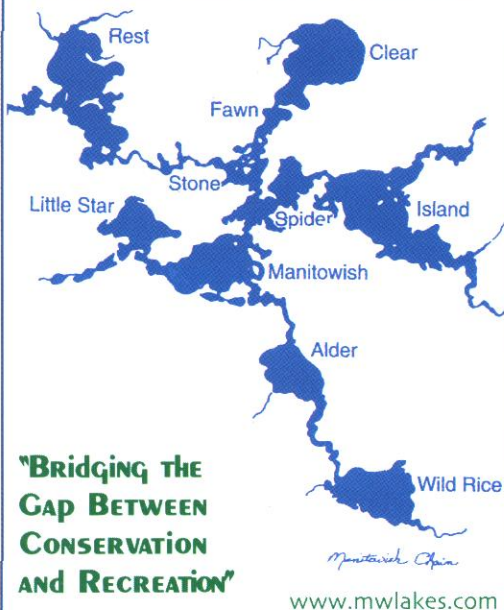 Rest
Clear
Fawn
Stone
Little Star
Spider
Island
Manitowish
Alder
"Bridging the
Gap Between
Conservation
and Recreation"
Wild Rice
Manitowish Chain
www.mwlakes.com